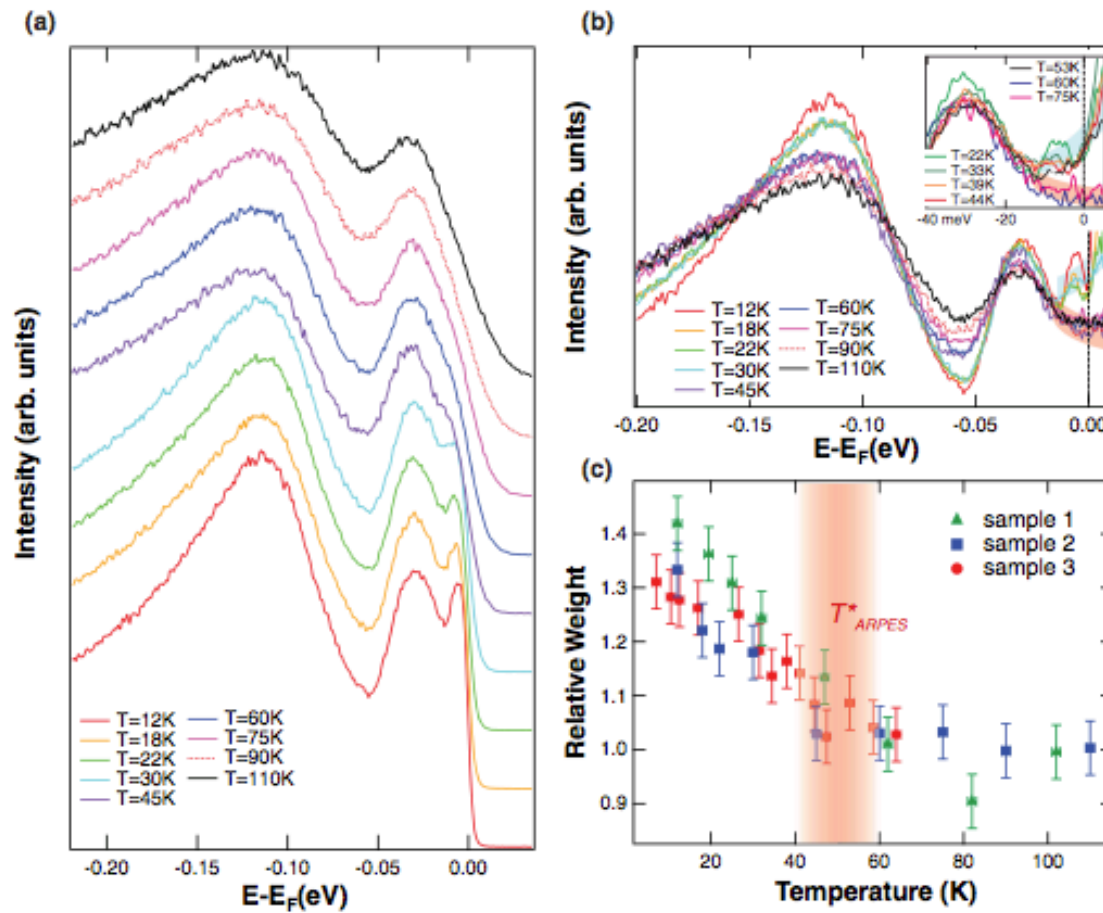 (a)
Intensity (arb. units)
T=12K
T=18K
T=22K
T=30K
T=45K
T=60K
T=75K
T=90K
T=110K
-0.20
-0.15
-0.10
-0.05
0.00
E-EF(eV)
(b)
Intensity (arb. units)
T=53K
T=60K
T=75K
T=22K
T=33K
T=39K
T=44K
-40 meV
-20
0
T=12K
T=18K
T=22K
T=30K
T=45K
T=60K
T=75K
T=90K
T=110K
-0.20
-0.15
-0.10
-0.05
0.00
E-EF(eV)
(c)
Relative Weight
1.4
1.3
1.2
1.1
1.0
0.9
sample 1
sample 2
sample 3
T*ARPES
20
40
60
80
100
Temperature (K)